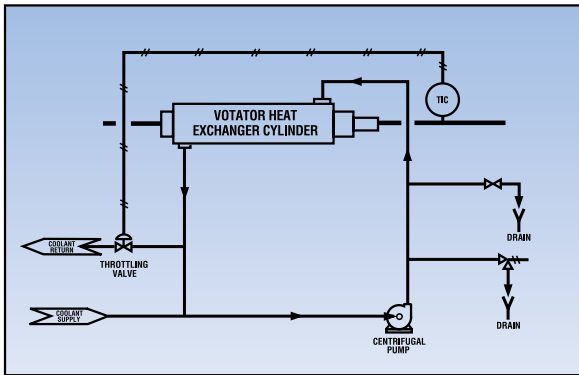 TIC
VOTATOR HEAT
EXCHANGER CYLINDER
DRAIN
COOLANT
RETURN
THROTTLING
VALVE
COOLANT
SUPPLY
CENTRIFUGAL
PUMP
DRAIN